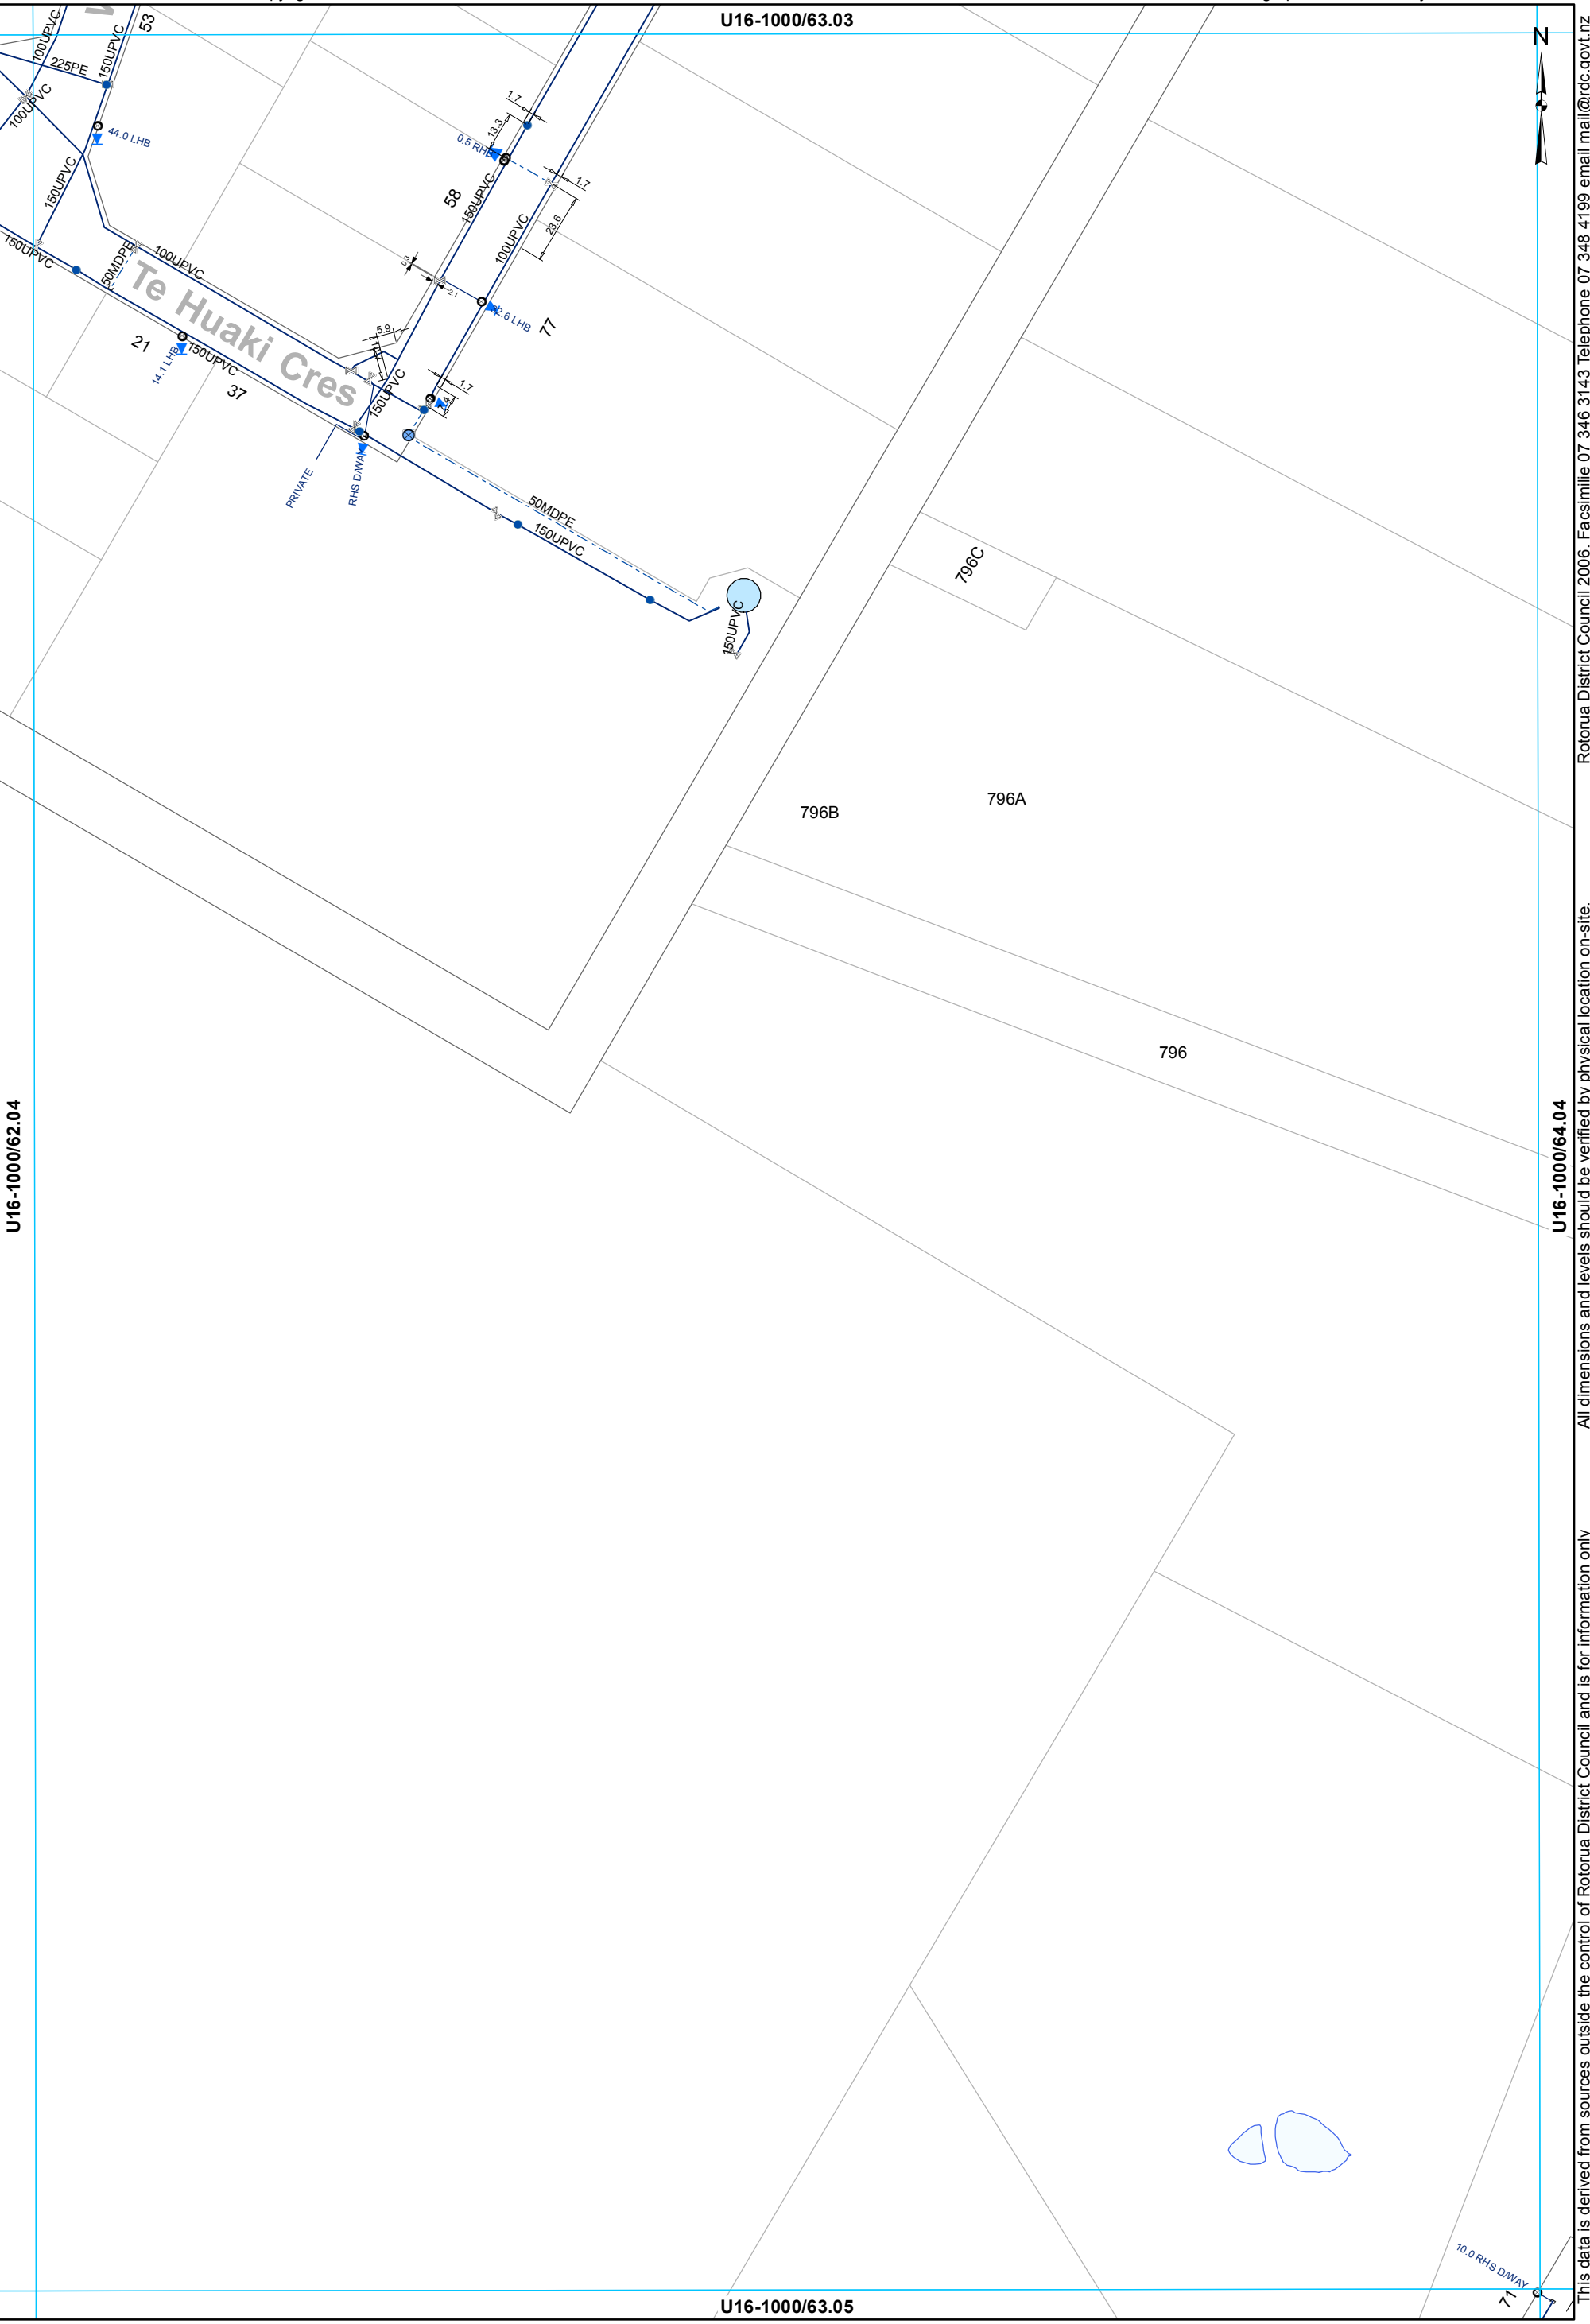 U16-1000/63.03
N
53
100UPVC
150UPVC
225PE
100UPVC
44.0 LHB
150UPVC
150UPVC
50MDPE
100UPVC
Te Huaki Cres
21
14.1 LHB
150UPVC
37
1.7
13.3
0.5 RHB
58
150UPVC
1.7
23.6
100UPVC
0.3
2.1
77
5.9
150UPVC
1.7
PRIVATE
RHS D/WAY
50MDPE
150UPVC
150UPVC
796C
796B
796A
796
U16-1000/62.04
U16-1000/64.04
10.0 RHS D/WAY
71
U16-1000/63.05
Rotorua District Council 2006. Facsimilie 07 346 3143 Telephone 07 348 4199 email mail@rdc.govt.nz
All dimensions and levels should be verified by physical location on-site.
This data is derived from sources outside the control of Rotorua District Council and is for information only